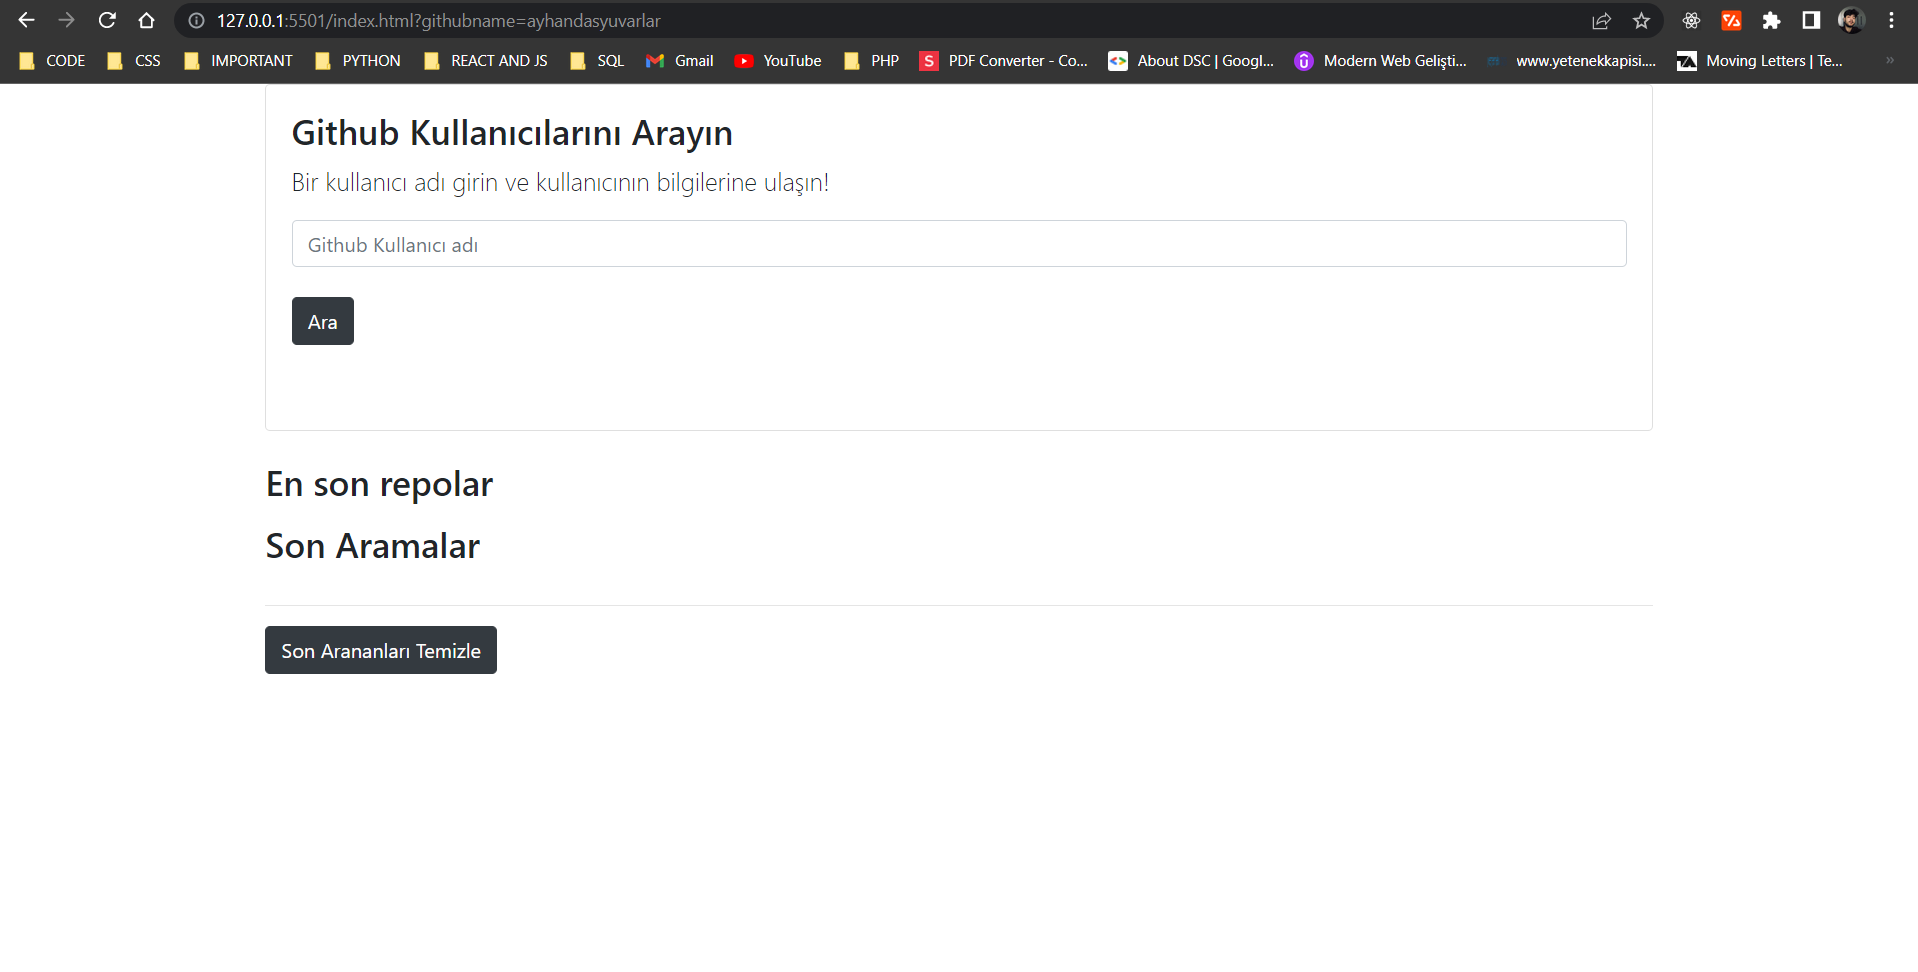 127.0.0.1:5501/index.html?githubname=ayhandasyuvarlar
CODE CSS IMPORTANT PYTHON REACT AND JS SQL Gmail YouTube PHP S PDF Converter - Co... About DSC | Googl... Modern Web Gelişti... www.yetenekkapisi.... Moving Letters | Te... »
Github Kullanıcılarını Arayın
Bir kullanıcı adı girin ve kullanıcının bilgilerine ulaşın!
Github Kullanıcı adı
Ara
En son repolar
Son Aramalar
Son Arananları Temizle